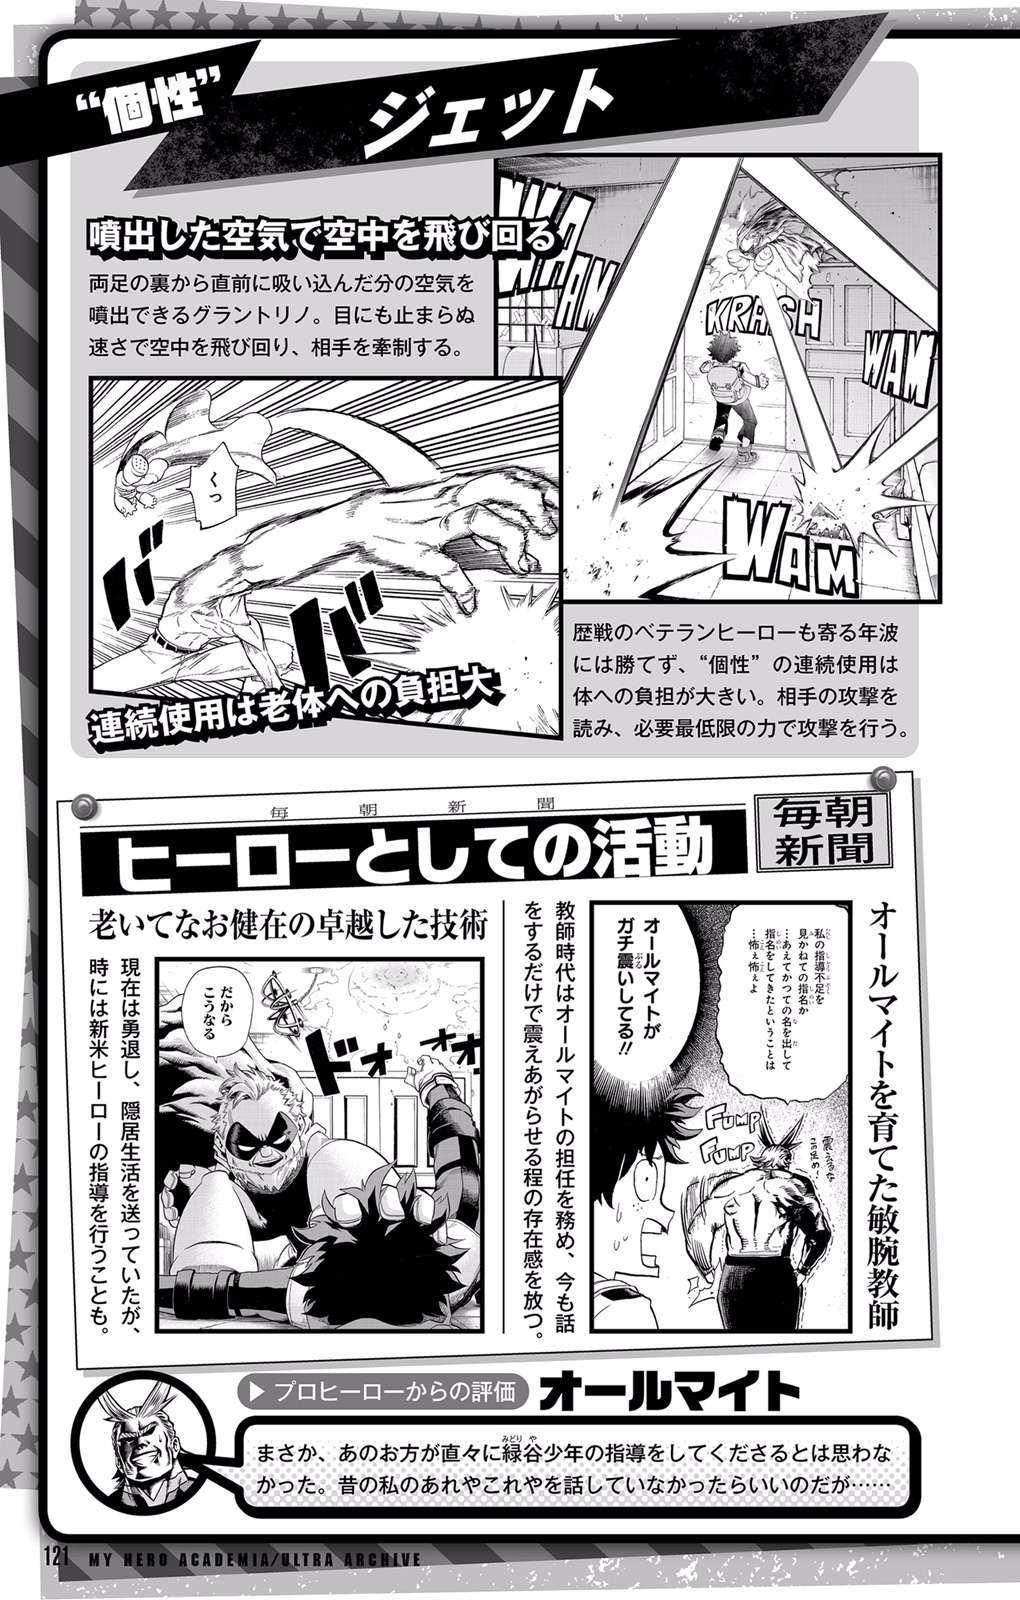 “個性”
ジェット
噴出した空気で空中を飛び回る
両足の裏から直前に吸い込んだ分の空気を
噴出できるグラントリノ。目にも止まらぬ
速さで空中を飛び回り、相手を牽制する。
WAM
WAM
KRASH
WAM
WAM
くっ
バッ
バッ
連続使用は老体への負担大
歴戦のベテランヒーローも寄る年波
には勝てず、“個性”の連続使用は
体への負担が大きい。相手の攻撃を
読み、必要最低限の力で攻撃を行う。
毎朝新聞
毎朝
新聞
ヒーローとしての活動
オールマイトを育てた敏腕教師
私の指導不足を
見かねての指名か
…あえてかつての名を出して
指名をしてきたということは
…怖ぇ怖ぇよ
オールマイトが
ガチ震いしてる!!
FUMP
FUMP
震えるな
この足め!
教師時代はオールマイトの担任を務め、今も話
をするだけで震えあがらせる程の存在感を放つ。
老いてなお健在の卓越した技術
だから
こうなる
ドォォ
現在は勇退し、隠居生活を送っていたが、
時には新米ヒーローの指導を行うことも。
▶プロヒーローからの評価
オールマイト
まさか、あのお方が直々に緑谷少年の指導をしてくださるとは思わな
かった。昔の私のあれやこれやを話していなかったらいいのだが……
121 MY HERO ACADEMIA/ULTRA ARCHIVE